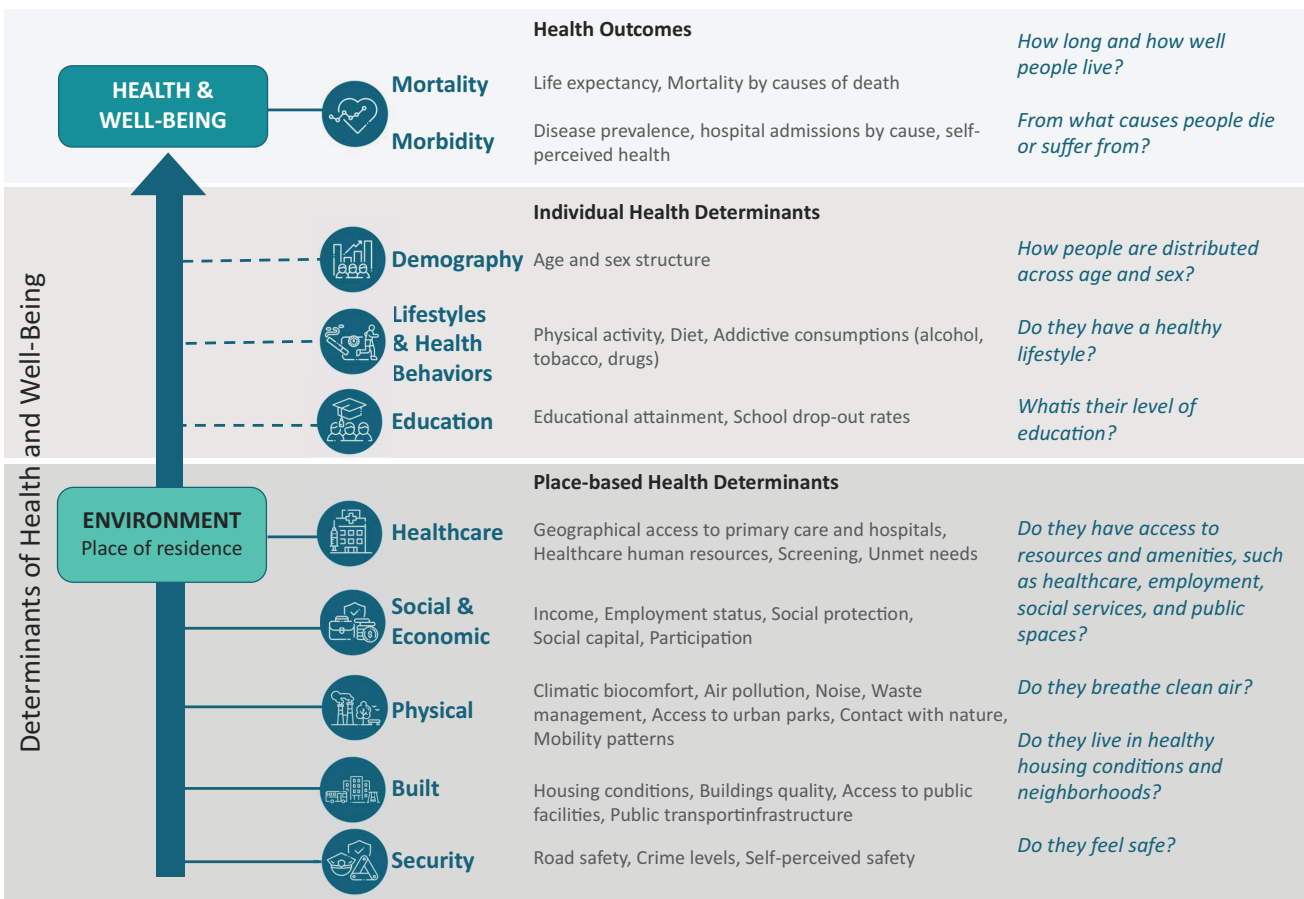 Determinants of Health and Well-Being
Health Outcomes
HEALTH &
WELL-BEING
Mortality
Life expectancy, Mortality by causes of death
How long and how well
people live?
Morbidity
Disease prevalence, hospital admissions by cause, self-
perceived health
From what causes people die
or suffer from?
Individual Health Determinants
Demography
Age and sex structure
How people are distributed
across age and sex?
Lifestyles
& Health
Behaviors
Physical activity, Diet, Addictive consumptions (alcohol,
tobacco, drugs)
Do they have a healthy
lifestyle?
Education
Educational attainment, School drop-out rates
Whatis their level of
education?
Place-based Health Determinants
ENVIRONMENT
Place of residence
Healthcare
Geographical access to primary care and hospitals,
Healthcare human resources, Screening, Unmet needs
Do they have access to
resources and amenities, such
as healthcare, employment,
social services, and public
spaces?
Social &
Economic
Income, Employment status, Social protection,
Social capital, Participation
Physical
Climatic biocomfort, Air pollution, Noise, Waste
management, Access to urban parks, Contact with nature,
Mobility patterns
Do they breathe clean air?
Do they live in healthy
housing conditions and
neighborhoods?
Built
Housing conditions, Buildings quality, Access to public
facilities, Public transportinfrastructure
Security
Road safety, Crime levels, Self-perceived safety
Do they feel safe?